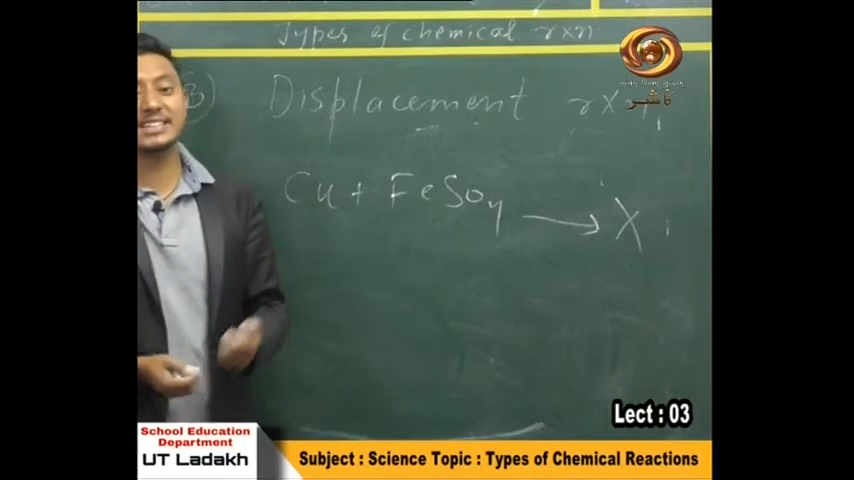 Types of chemical rxn
B) Displacement rXn
Cu + FeSO4 → X
Lect : 03
School Education
Department
UT Ladakh
Subject : Science Topic : Types of Chemical Reactions